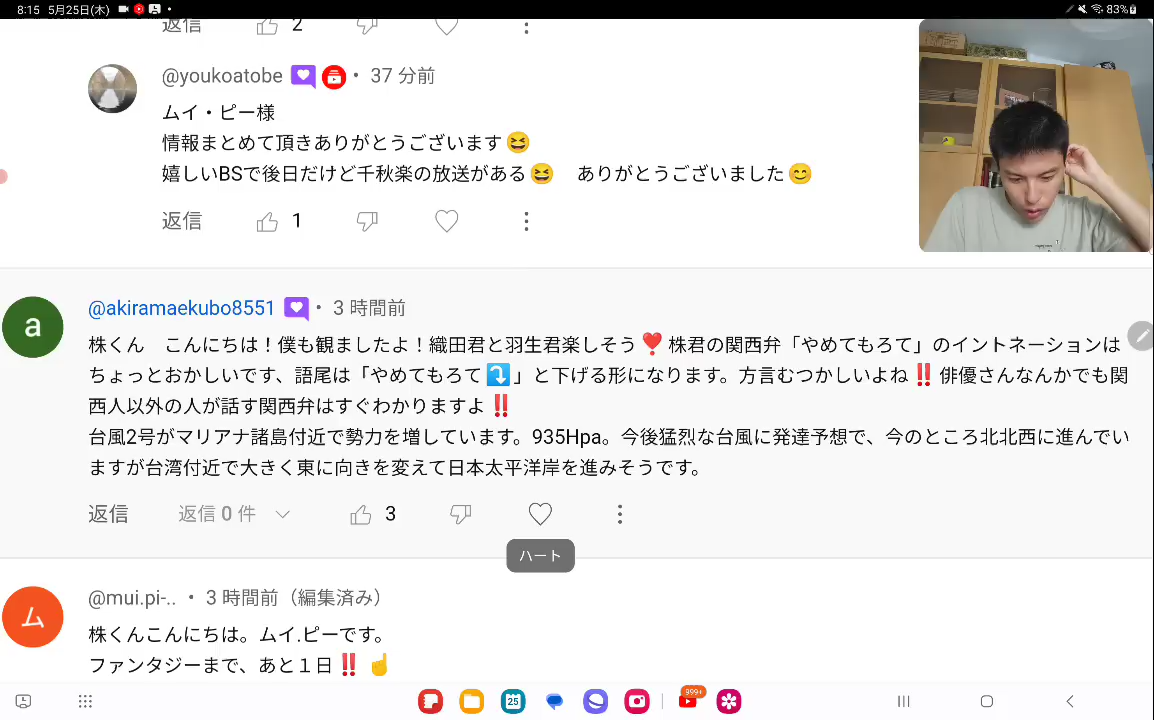 8:15 5月25日(木)
83%
返信 2
@youkoatobe ・ 37 分前
ムイ・ピー様
情報まとめて頂きありがとうございます😆
嬉しいBSで後日だけど千秋楽の放送がある😆 ありがとうございました😊
返信 1
a
@akiramaekubo8551 ・ 3 時間前
株くん こんにちは！僕も観ましたよ！織田君と羽生君楽しそう❣️株君の関西弁「やめてもろて」のイントネーションは
ちょっとおかしいです、語尾は「やめてもろて⤵️」と下げる形になります。方言むつかしいよね‼️俳優さんなんかでも関
西人以外の人が話す関西弁はすぐわかりますよ‼️
台風2号がマリアナ諸島付近で勢力を増しています。935Hpa。今後猛烈な台風に発達予想で、今のところ北北西に進んでい
ますが台湾付近で大きく東に向きを変えて日本太平洋岸を進みそうです。
返信 返信 0 件 3
ハート
ム
@mui.pi-.. ・ 3 時間前（編集済み）
株くんこんにちは。ムイ.ピーです。
ファンタジーまで、あと１日‼️☝️
25
999+